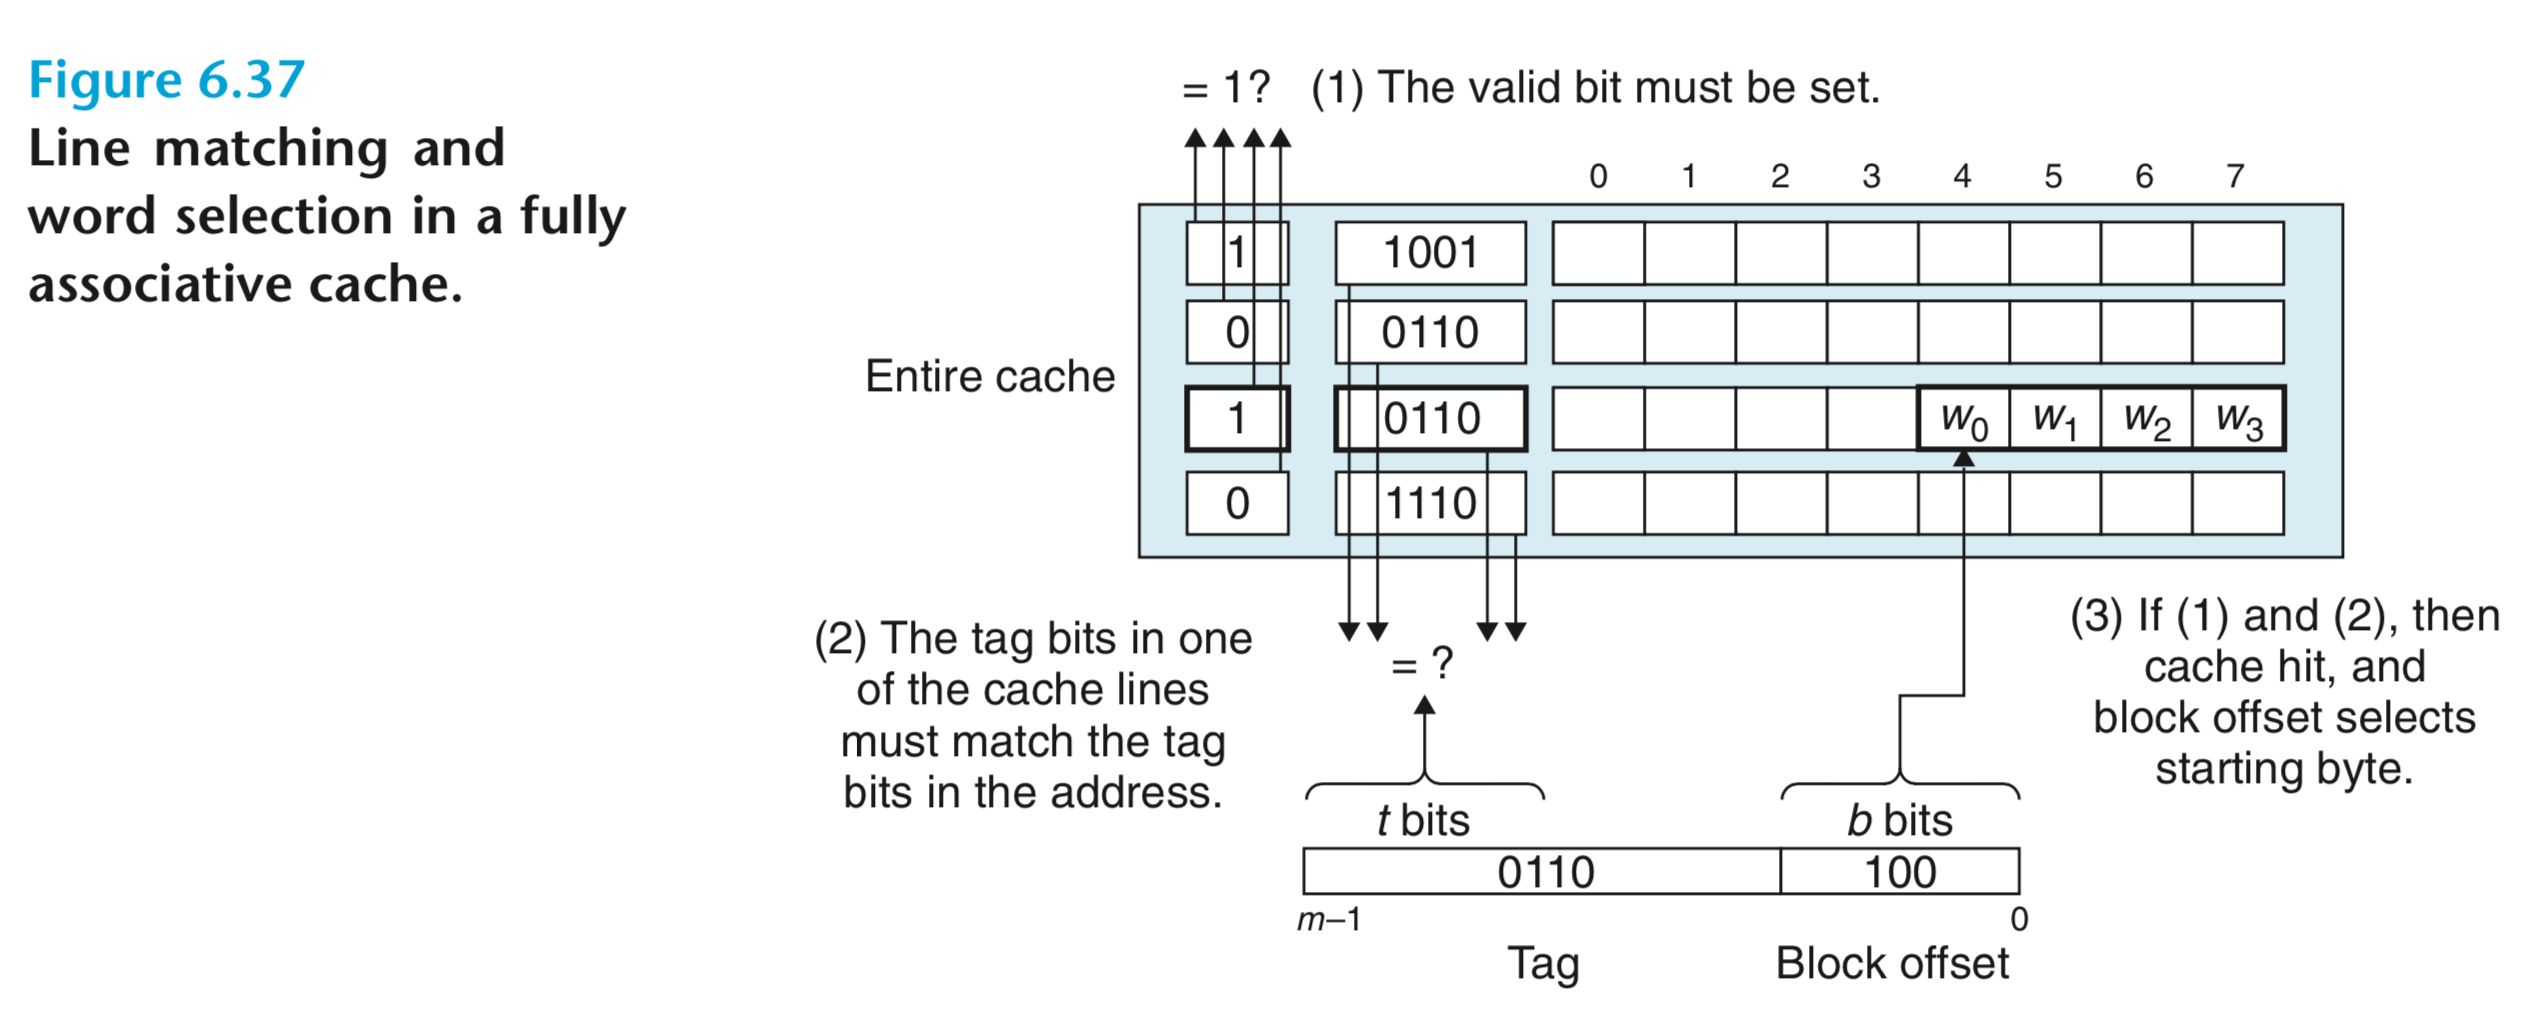 Figure 6.37
Line matching and
word selection in a fully
associative cache.
= 1? (1) The valid bit must be set.
0 1 2 3 4 5 6 7
1 1001
0 0110
Entire cache
1 0110 w0 w1 w2 w3
0 1110
(2) The tag bits in one
of the cache lines
must match the tag
bits in the address.
= ?
(3) If (1) and (2), then
cache hit, and
block offset selects
starting byte.
t bits b bits
0110 100
m–1 0
Tag Block offset